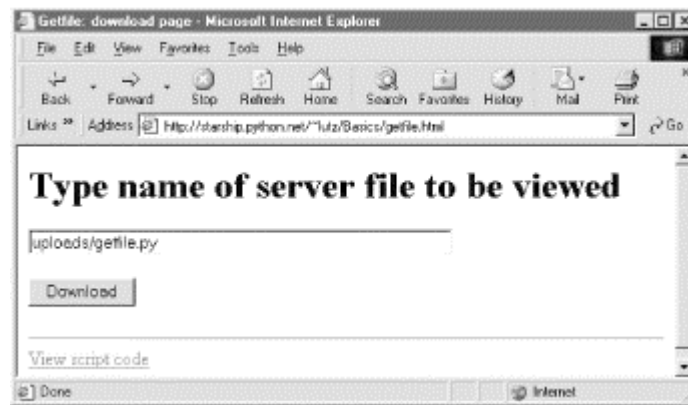 Getfile: download page - Microsoft Internet Explorer
File Edit View Favorites Tools Help
Back Forward Stop Refresh Home Search Favorites History Mail Print
Links » Address http://starship.python.net/~lutz/Basics/getfile.html Go
Type name of server file to be viewed
uploads/getfile.py
Download
View script code
Done Internet